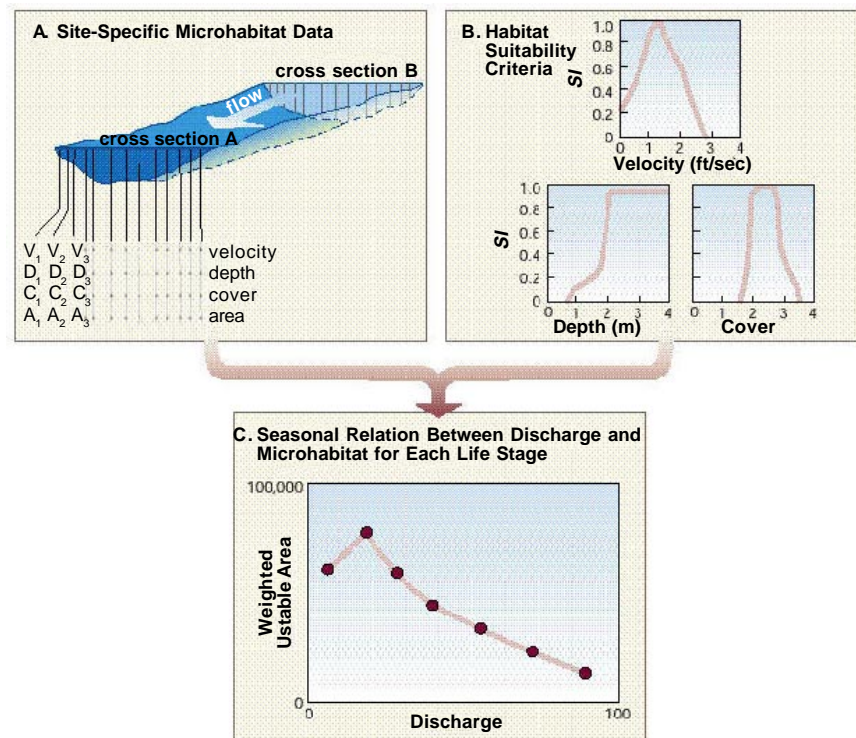 A. Site-Specific Microhabitat Data
cross section B
flow
cross section A
V1 V2 V3 velocity
D1 D2 D3 depth
C1 C2 C3 cover
A1 A2 A3 area
B. Habitat
Suitability
Criteria
SI
1.0
0.8
0.6
0.4
0.2
0
0 1 2 3 4
Velocity (ft/sec)
SI
1.0
0.8
0.6
0.4
0.2
0
0 1 2 3 4
Depth (m)
0 1 2 3 4
Cover
C. Seasonal Relation Between Discharge and
Microhabitat for Each Life Stage
100,000
Weighted
Ustable Area
0
0 100
Discharge